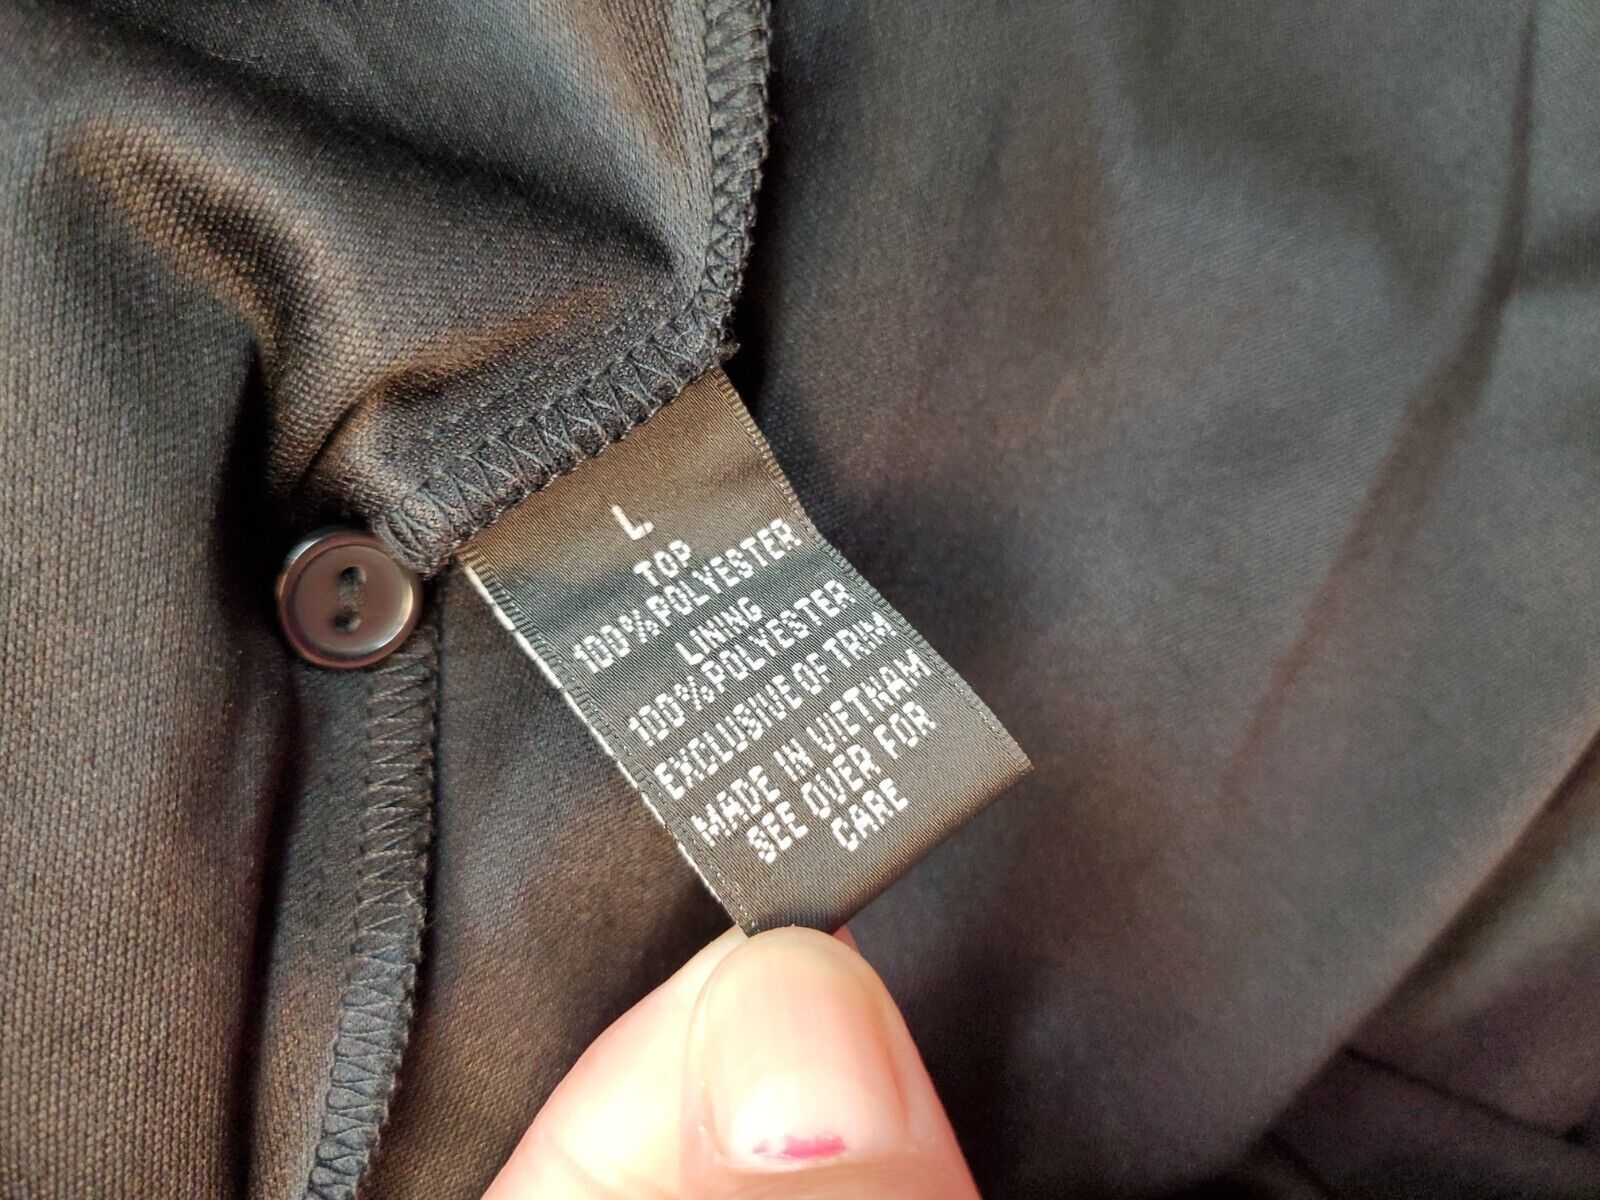 L
TOP
100%POLYESTER
LINING
100%POLYESTER
EXCLUSIVE OF TRIM
MADE IN VIETNAM
SEE OVER FOR
CARE